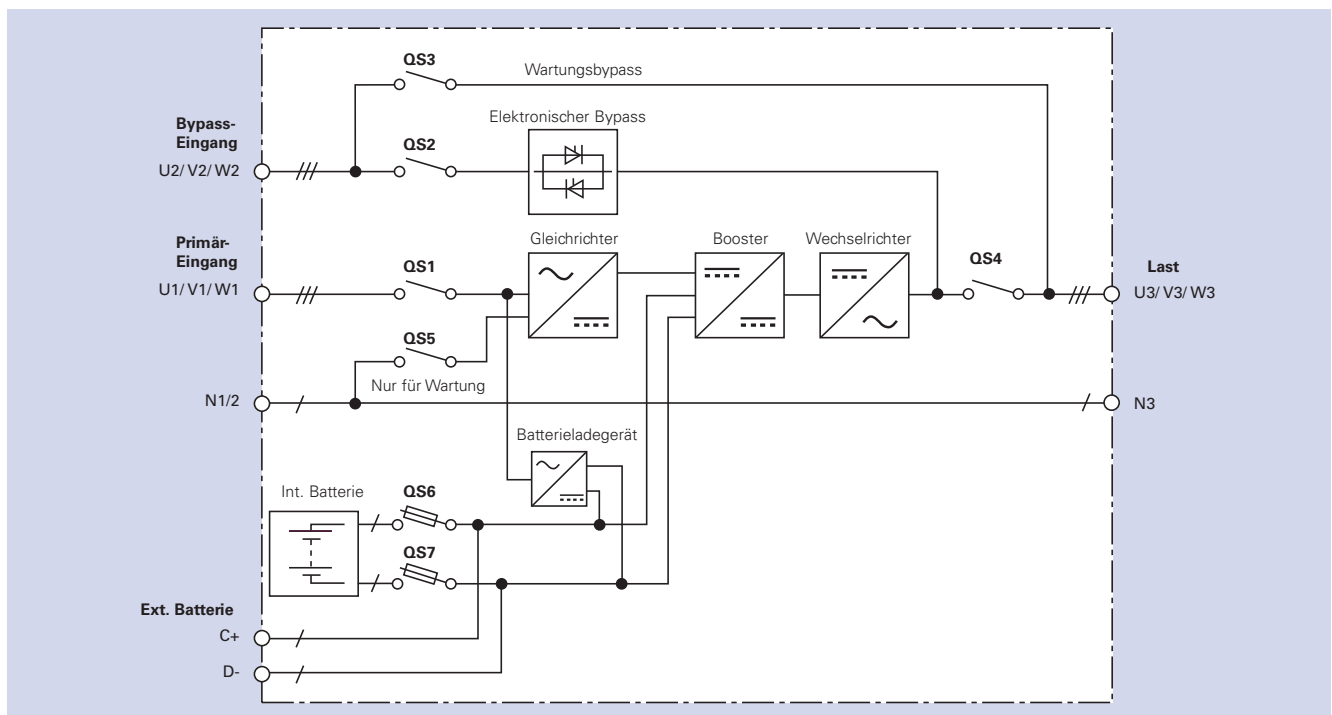 QS3
Wartungsbypass
Elektronischer Bypass
Bypass-
Eingang
U2/ V2/ W2
QS2
Primär-
Eingang
U1/ V1/ W1
QS1
Gleichrichter
Booster
Wechselrichter
QS4
Last
U3/ V3/ W3
QS5
Nur für Wartung
N1/2
N3
Batterieladegerät
Int. Batterie
QS6
QS7
Ext. Batterie
C+
D-